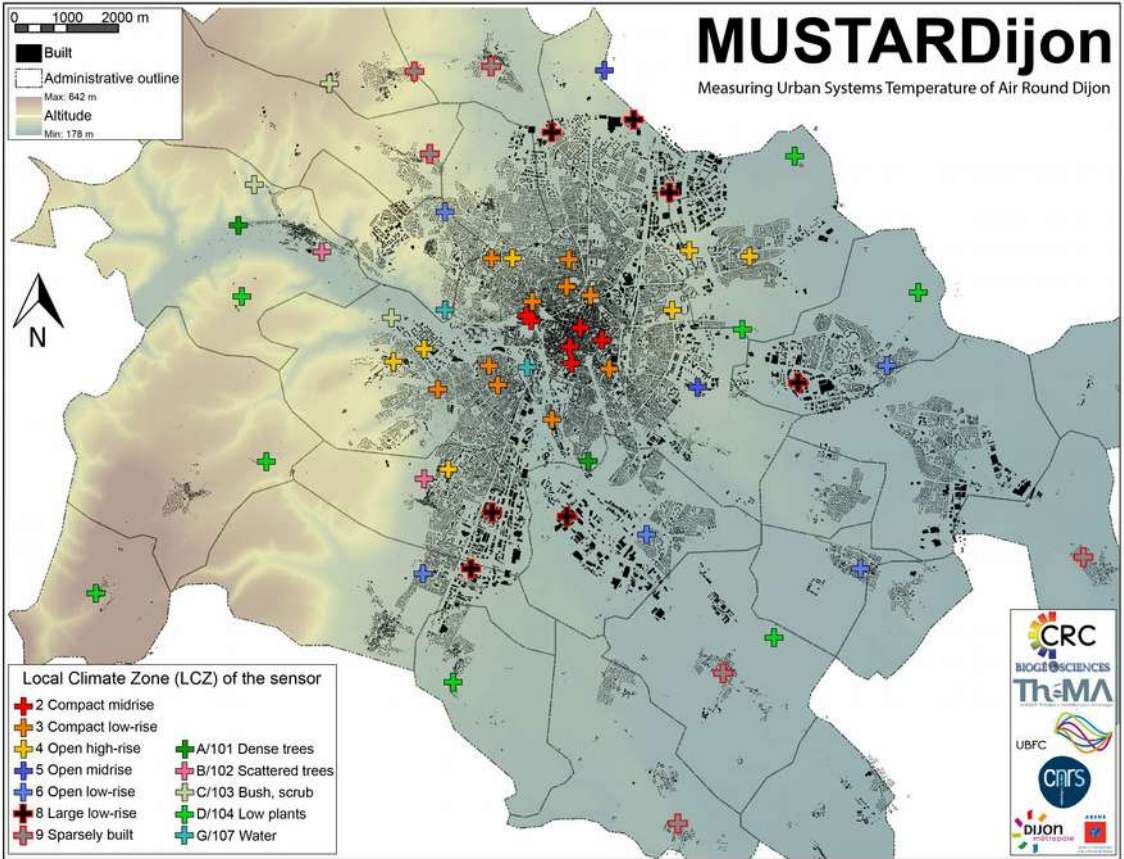 0 1000 2000 m
Built
Administrative outline
Max: 642 m
Altitude
Min: 178 m
MUSTARDijon
Measuring Urban Systems Temperature of Air Round Dijon
N
Local Climate Zone (LCZ) of the sensor
2 Compact midrise
3 Compact low-rise
4 Open high-rise
5 Open midrise
6 Open low-rise
8 Large low-rise
9 Sparsely built
A/101 Dense trees
B/102 Scattered trees
C/103 Bush, scrub
D/104 Low plants
G/107 Water
CRC
BIOGÉOSCIENCES
ThéMA
UBFC
cnrs
DIJON
métropole
ADEME